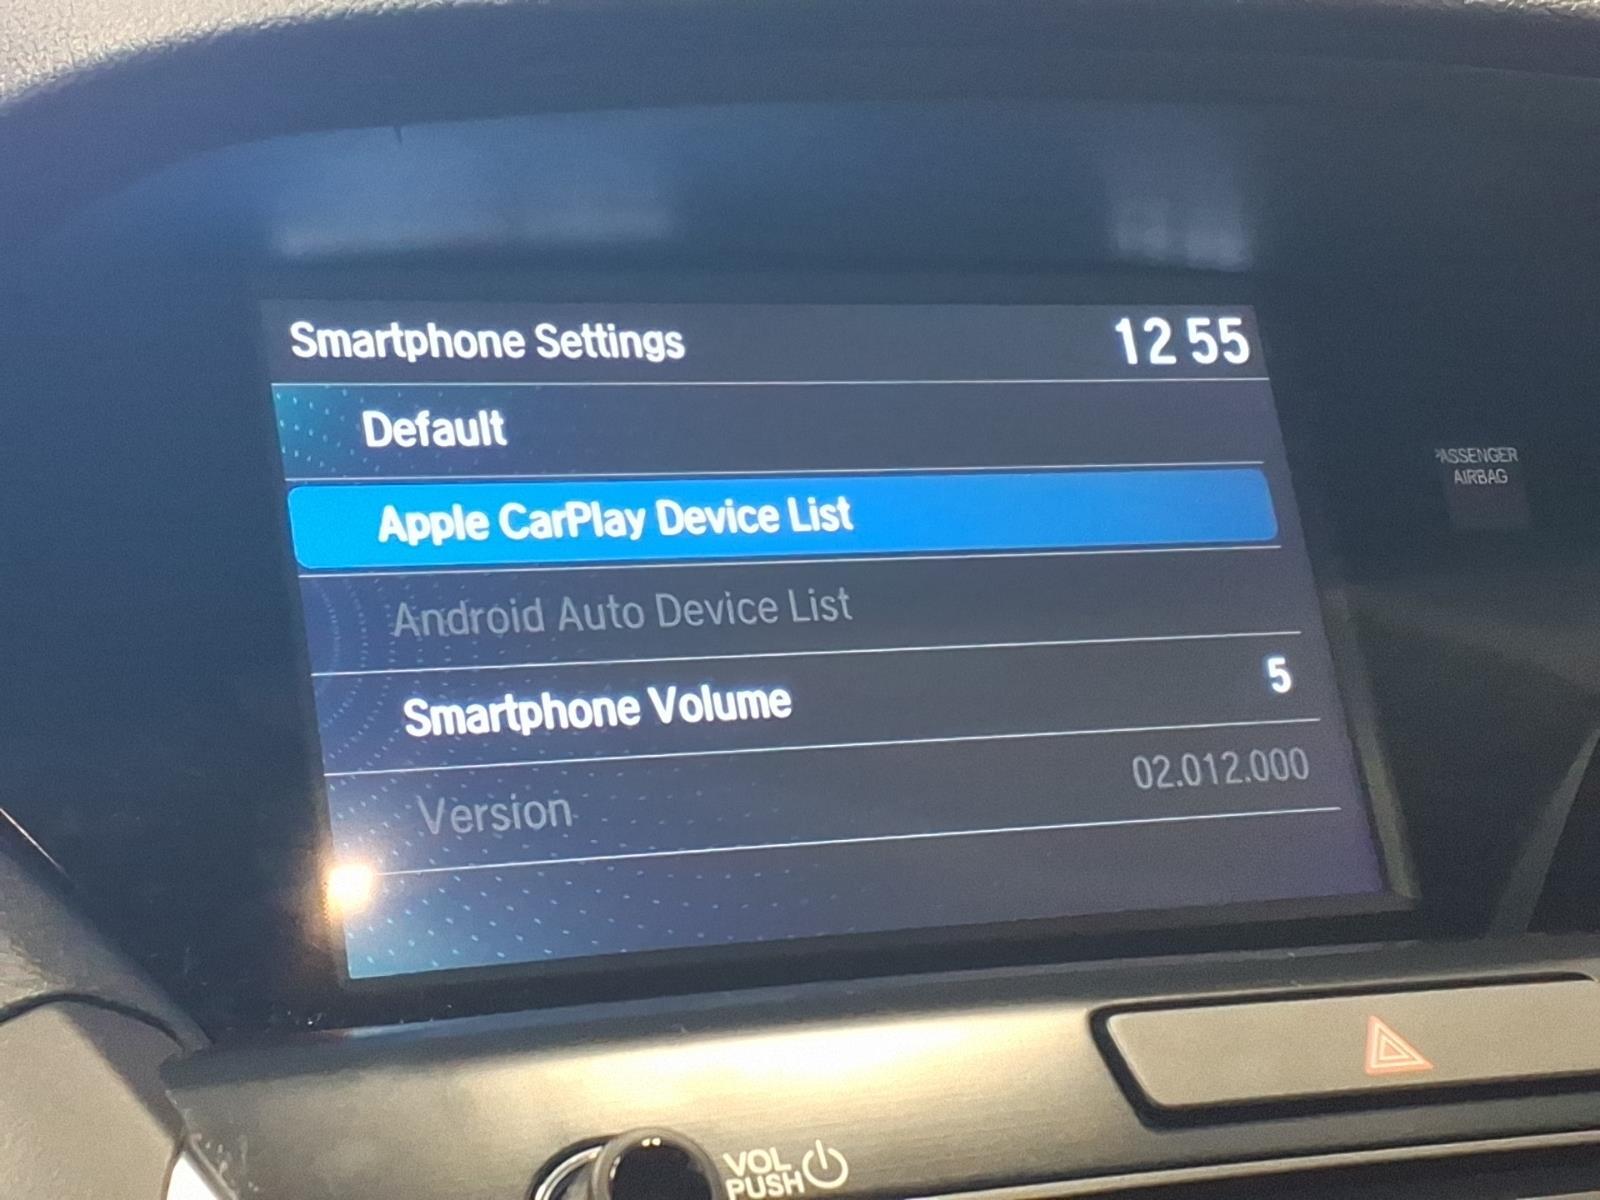 Smartphone Settings 12 55
Default
Apple CarPlay Device List
Android Auto Device List
Smartphone Volume 5
Version 02.012.000
PASSENGER
AIRBAG
VOL
PUSH